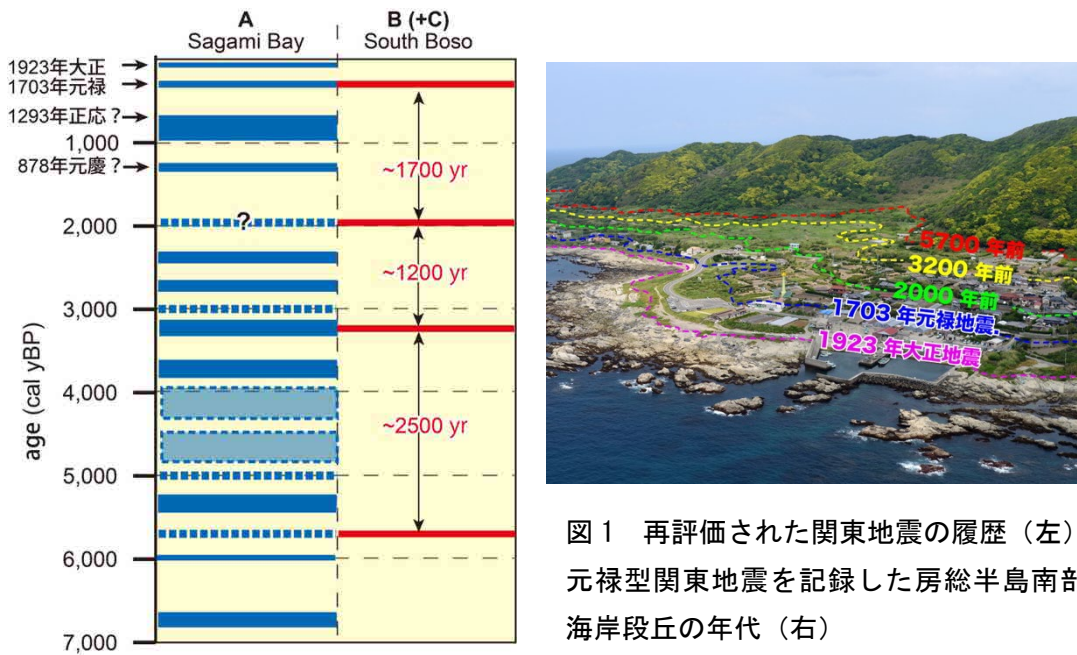 A
Sagami Bay
B (+C)
South Boso
1923年大正
1703年元禄
1293年正応 ?
1,000
878年元慶 ?
~1700 yr
?
2,000
~1200 yr
3,000
4,000
~2500 yr
5,000
6,000
7,000
age (cal yBP)
5700 年前
3200 年前
2000 年前
1703 年元禄地震.
1923 年大正地震
図1 再評価された関東地震の履歴(左)
元禄型関東地震を記録した房総半島南部
海岸段丘の年代(右)